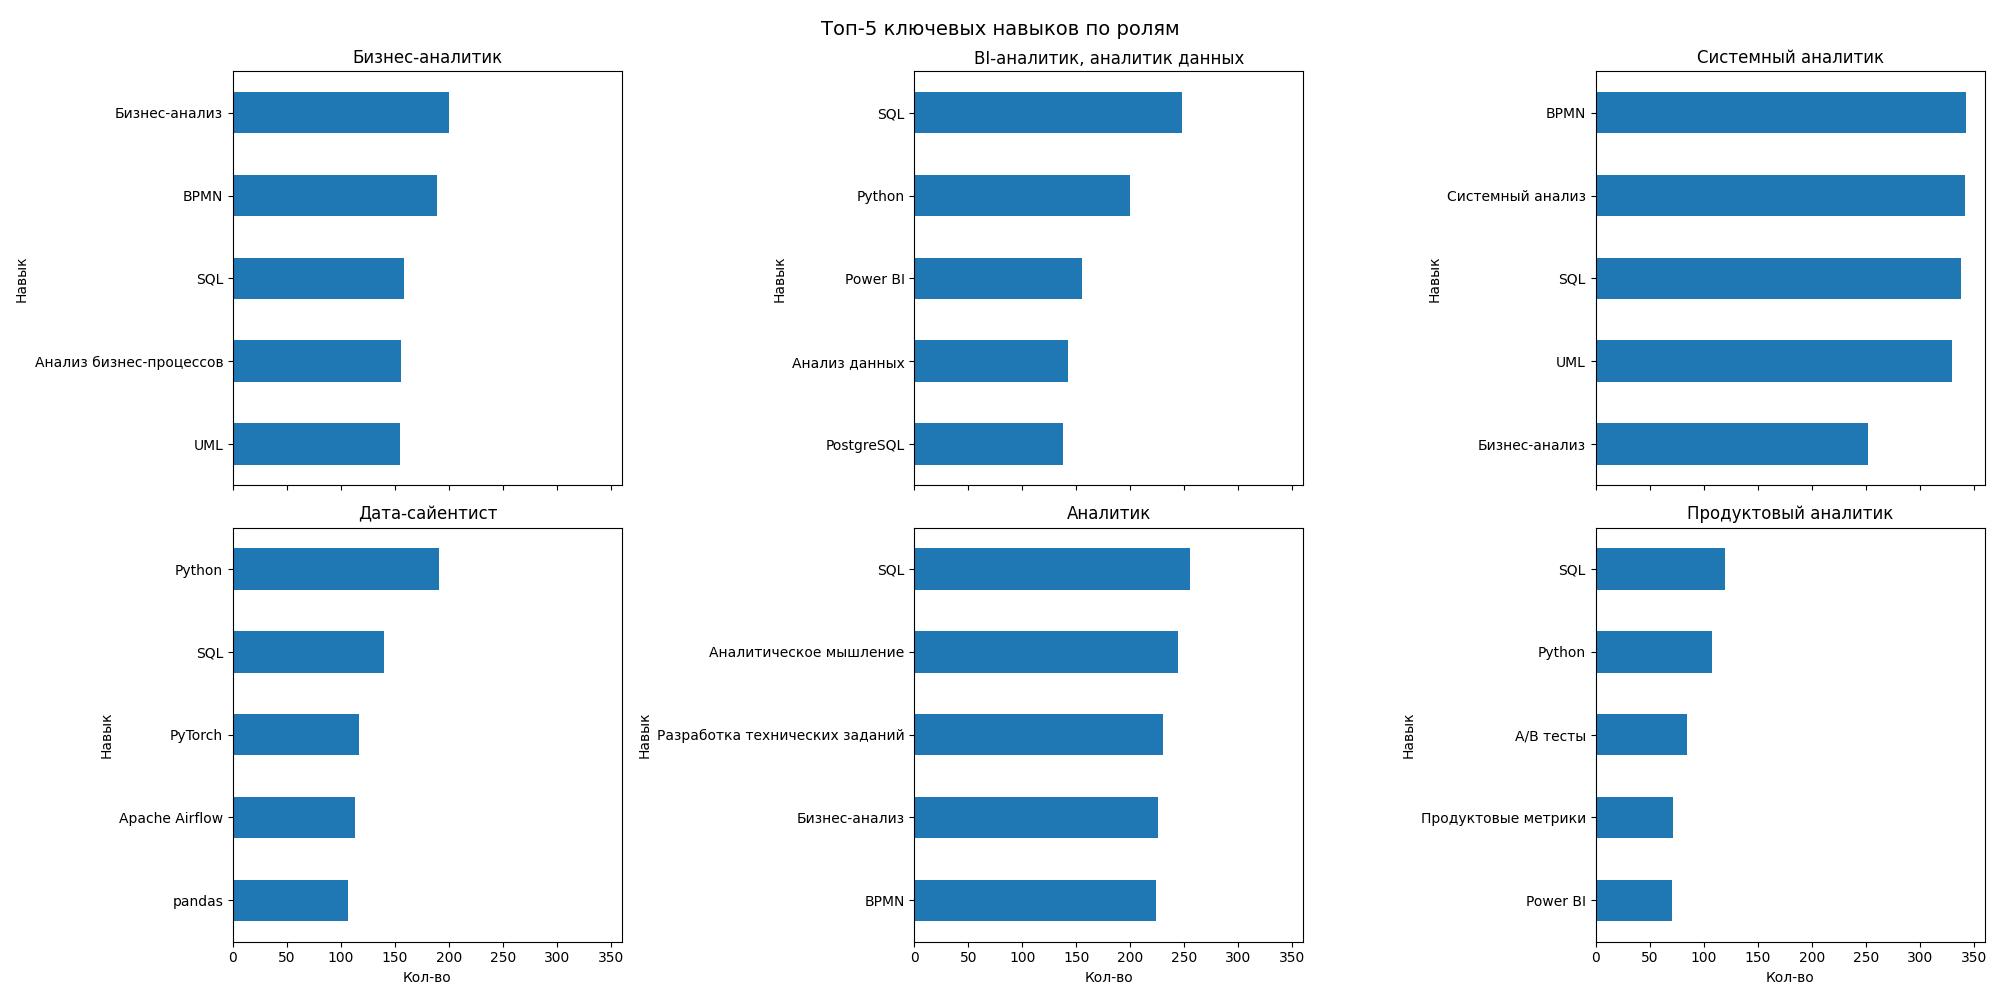 Топ-5 ключевых навыков по ролям
Бизнес-аналитик
Навык
Бизнес-анализ
BPMN
SQL
Анализ бизнес-процессов
UML
BI-аналитик, аналитик данных
Навык
SQL
Python
Power BI
Анализ данных
PostgreSQL
Системный аналитик
Навык
BPMN
Системный анализ
SQL
UML
Бизнес-анализ
Дата-сайентист
Навык
Python
SQL
PyTorch
Apache Airflow
pandas
0 50 100 150 200 250 300 350
Кол-во
Аналитик
Навык
SQL
Аналитическое мышление
Разработка технических заданий
Бизнес-анализ
BPMN
0 50 100 150 200 250 300 350
Кол-во
Продуктовый аналитик
Навык
SQL
Python
A/B тесты
Продуктовые метрики
Power BI
0 50 100 150 200 250 300 350
Кол-во